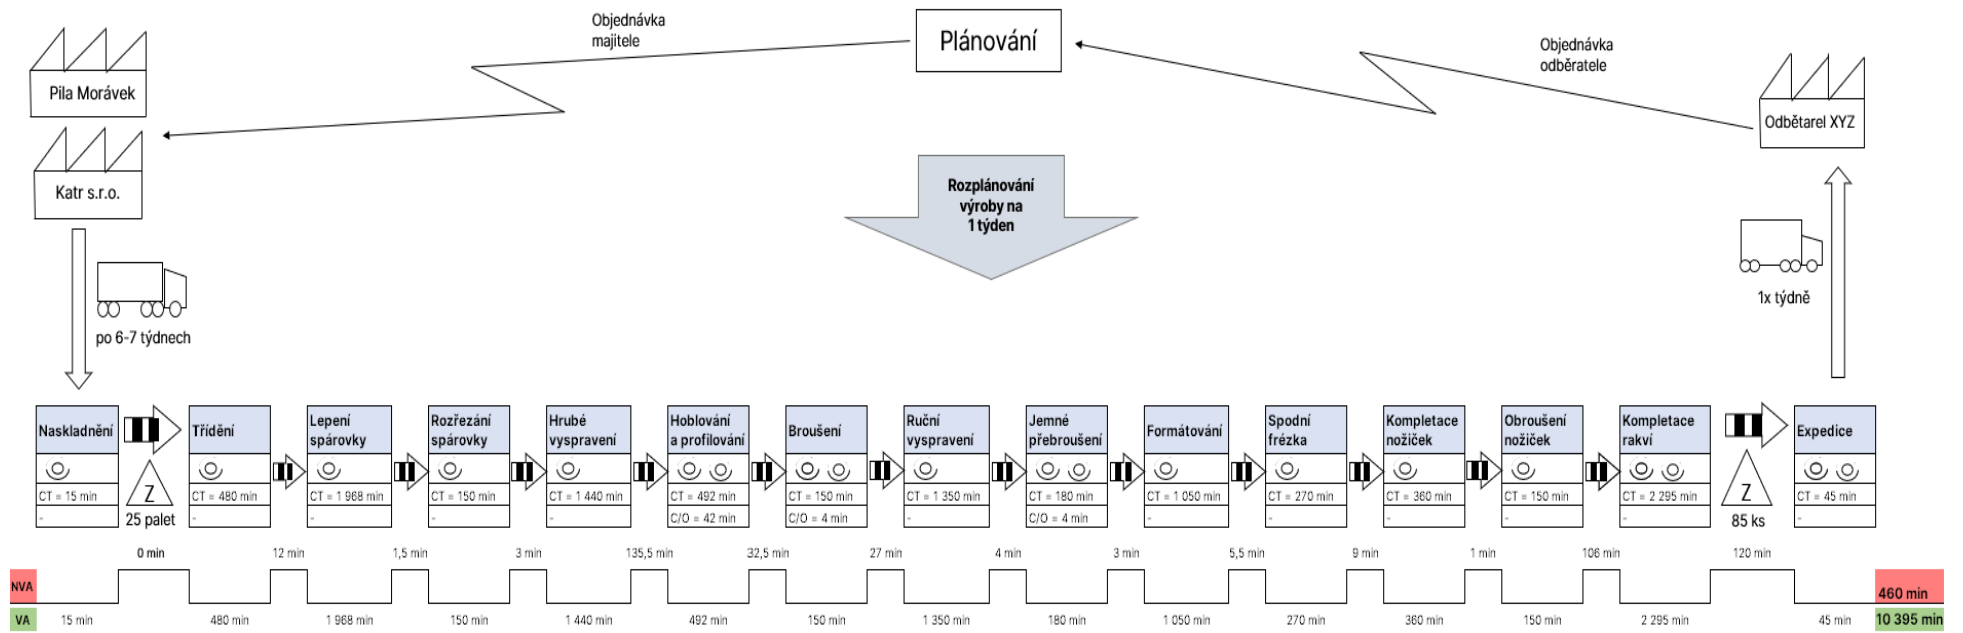 Objednávka
majitele
Plánování
Objednávka
odběratele
Pila Morávek
Katr s.r.o.
Odbětarel XYZ
Rozplánování
výroby na
1 týden
po 6-7 týdnech
1x týdně
Naskladnění
CT = 15 min
-
Z
25 palet
Třídění
CT = 480 min
-
Lepení
spárovky
CT = 1 968 min
-
Rozřezání
spárovky
CT = 150 min
-
Hrubé
vyspravení
CT = 1 440 min
-
Hoblování
a profilování
CT = 492 min
C/O = 42 min
Broušení
CT = 150 min
C/O = 4 min
Ruční
vyspravení
CT = 1 350 min
-
Jemné
přebroušení
CT = 180 min
C/O = 4 min
Formátování
CT = 1 050 min
-
Spodní
frézka
CT = 270 min
-
Kompletace
nožiček
CT = 360 min
-
Obroušení
nožiček
CT = 150 min
-
Kompletace
rakví
CT = 2 295 min
-
Z
85 ks
Expedice
CT = 45 min
-
0 min 12 min 1,5 min 3 min 135,5 min 32,5 min 27 min 4 min 3 min 5,5 min 9 min 1 min 106 min 120 min
NVA 460 min
VA 15 min 480 min 1 968 min 150 min 1 440 min 492 min 150 min 1 350 min 180 min 1 050 min 270 min 360 min 150 min 2 295 min 45 min 10 395 min